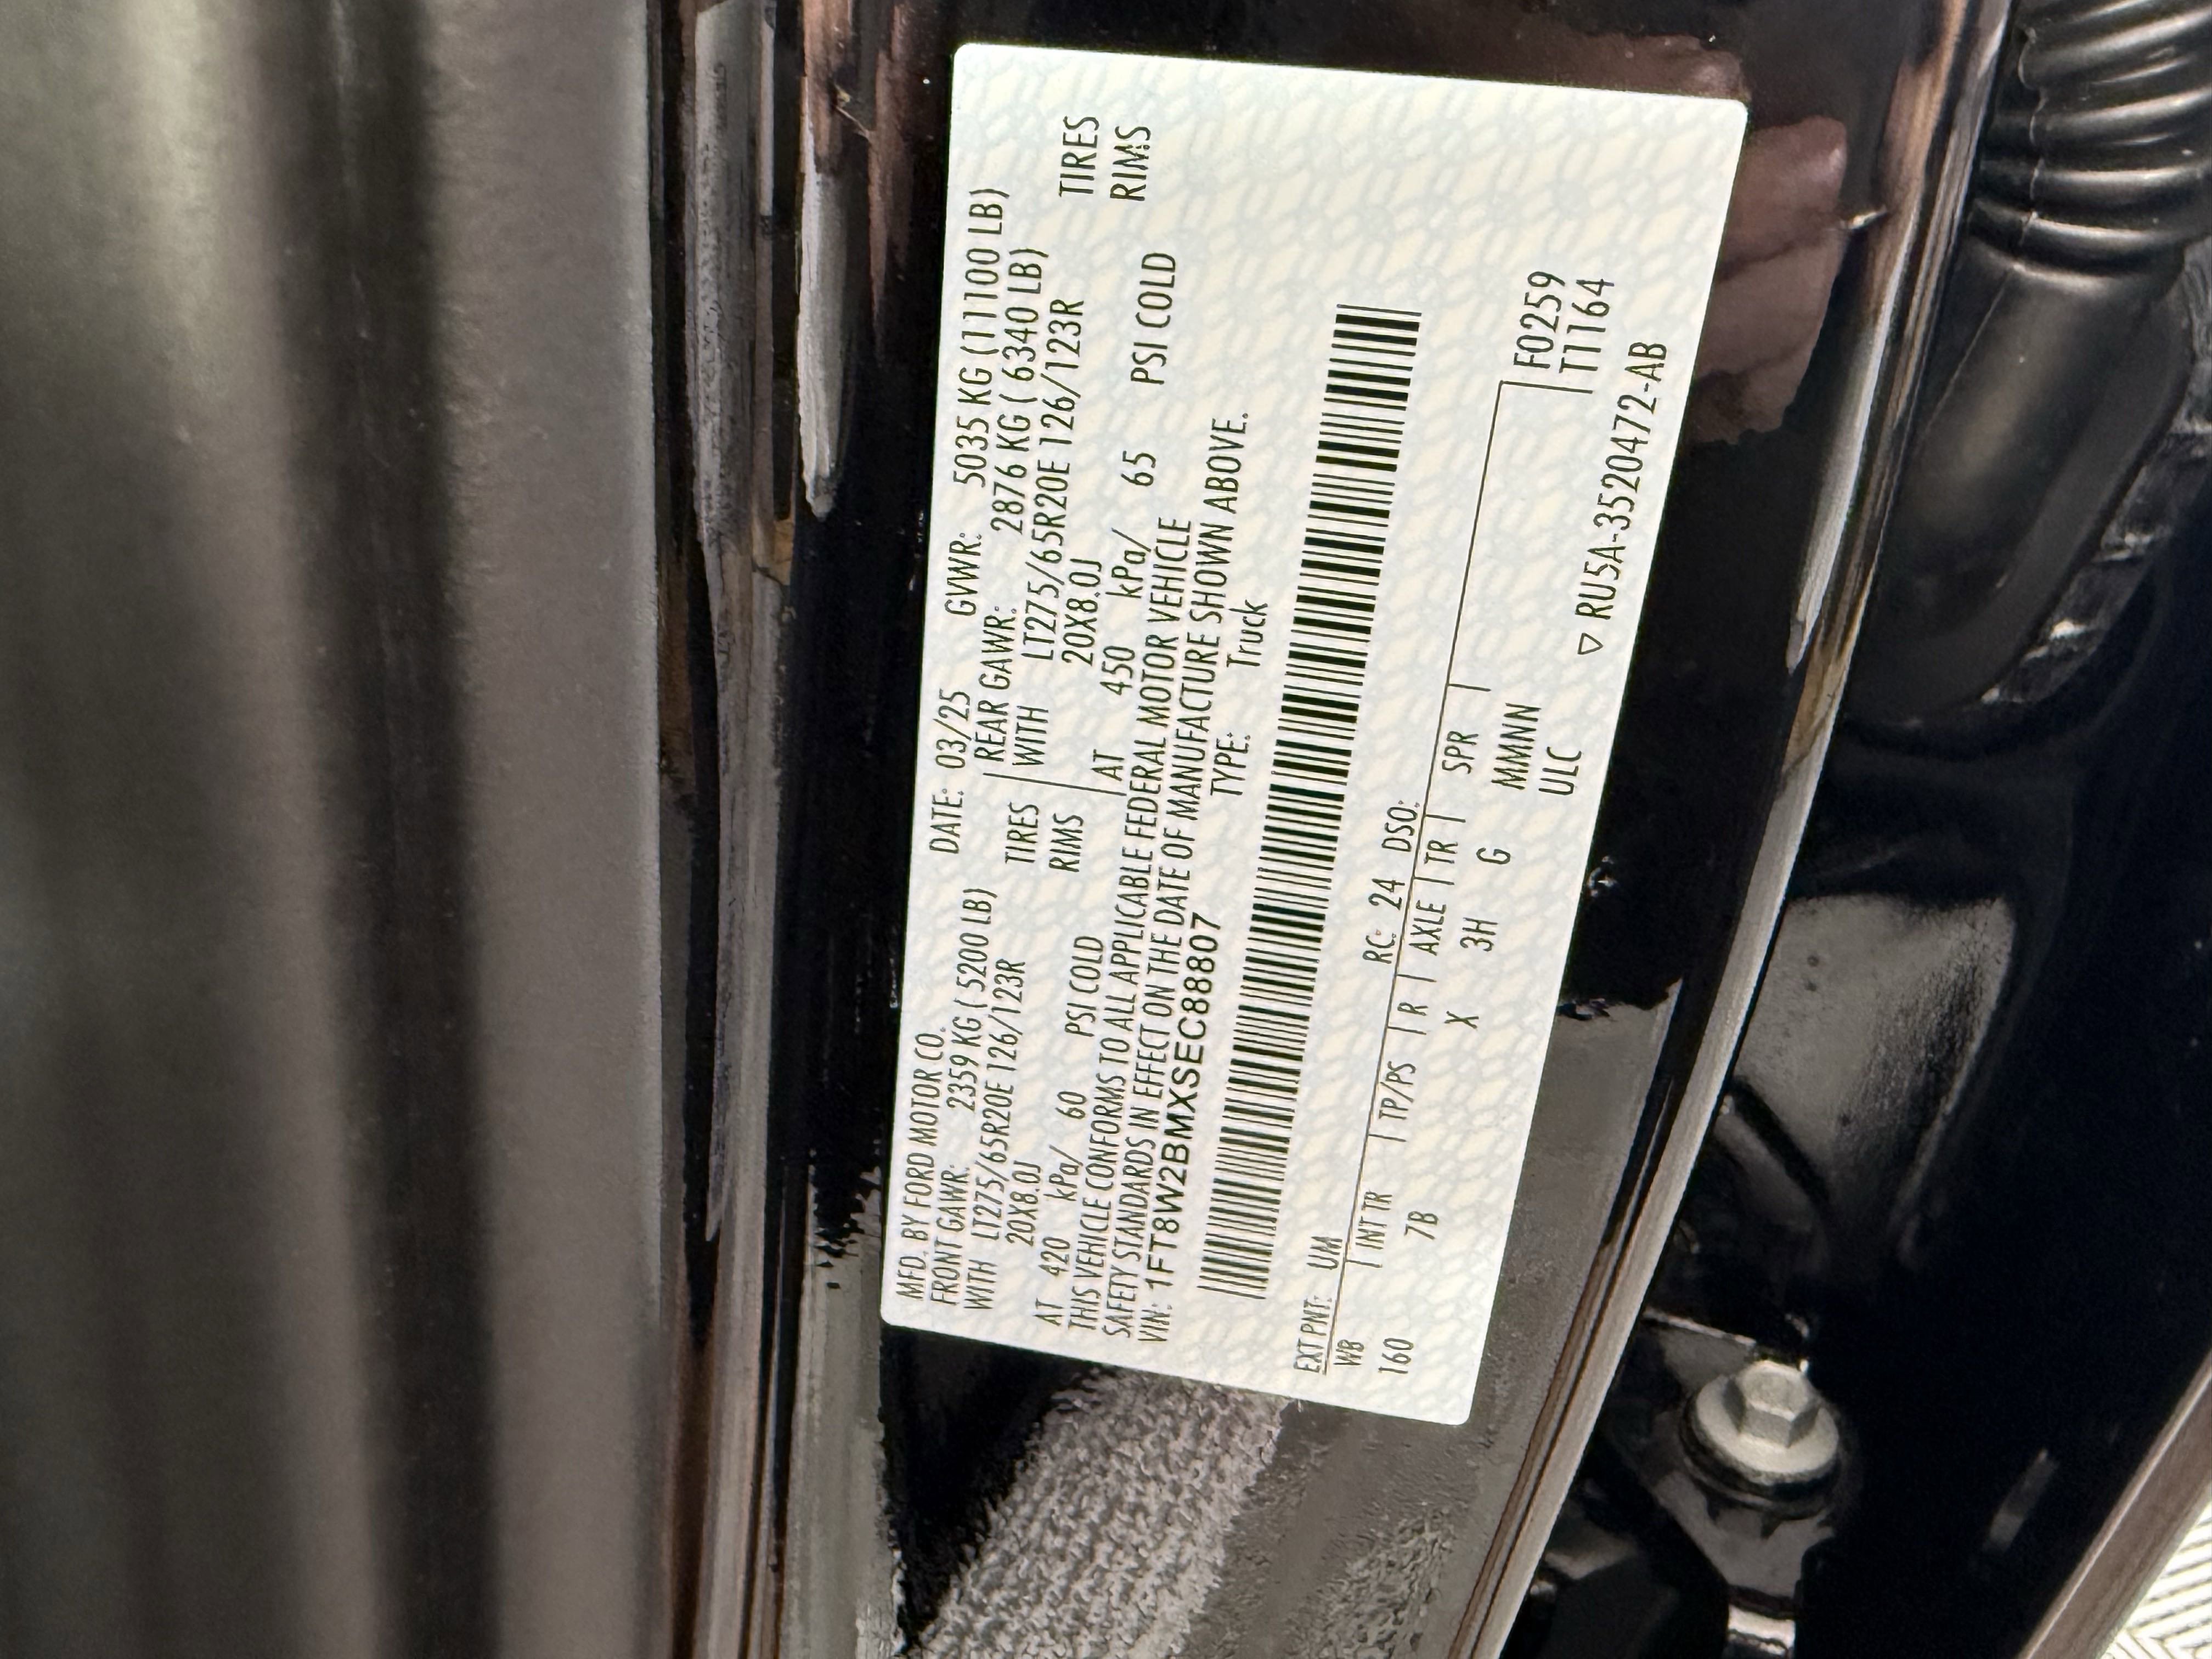 MFD. BY FORD MOTOR CO. DATE: 03/25 GVWR: 5035 KG (11100 LB)
FRONT GAWR: 2359 KG ( 5200 LB) REAR GAWR: 2876 KG ( 6340 LB)
WITH LT275/65R20E 126/123R TIRES WITH LT275/65R20E 126/123R TIRES
20X8.0J RIMS 20X8.0J RIMS
AT 420 kPa/ 60 PSI COLD AT 450 kPa/ 65 PSI COLD
THIS VEHICLE CONFORMS TO ALL APPLICABLE FEDERAL MOTOR VEHICLE
SAFETY STANDARDS IN EFFECT ON THE DATE OF MANUFACTURE SHOWN ABOVE.
VIN: 1FT8W2BMXSEC88807 TYPE: Truck
EXT PNT: UM RC: 24 DSO:
WB INT TR TP/PS R AXLE TR SPR
160 7B X 3H G MMNN F0259
ULC T1164
▽ RU5A-3520472-AB